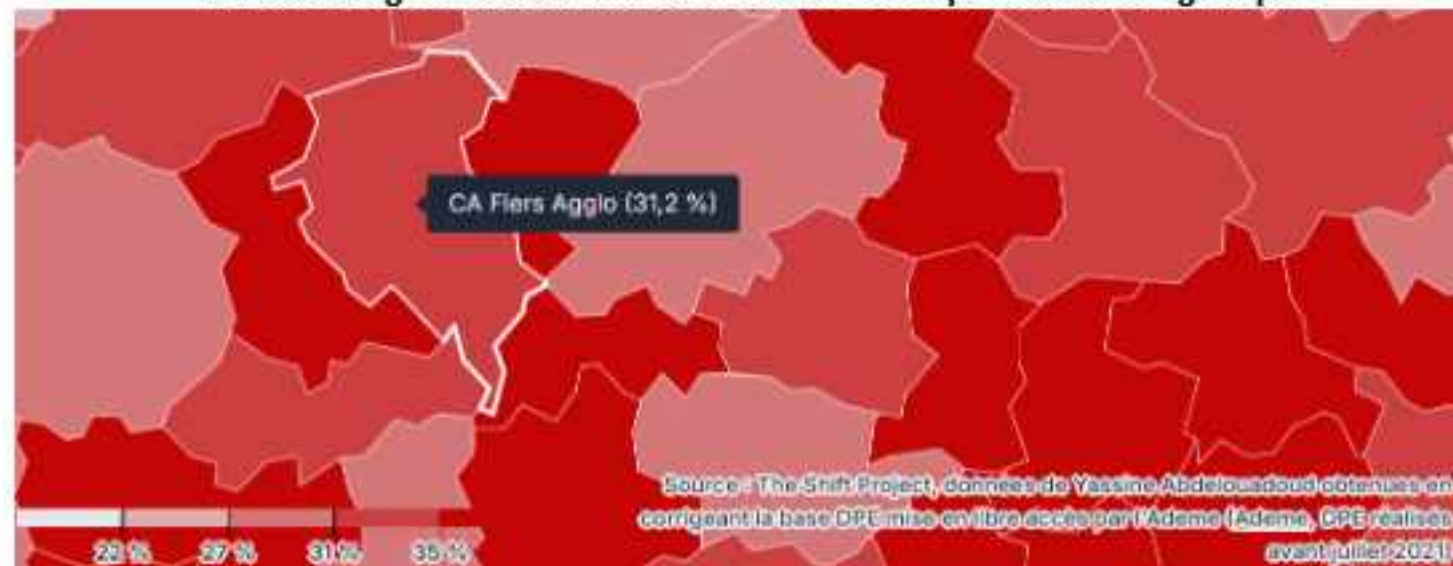 CA Flers Agglo (31,2 %)
Source : The Shift Project, données de Yassine Abdelouadoud obtenues en
corrigeant la base DPE mise en libre accès par l'Ademe (Ademe, DPE réalisés
avant juillet 2021)
22 % 27 % 31 % 35 %